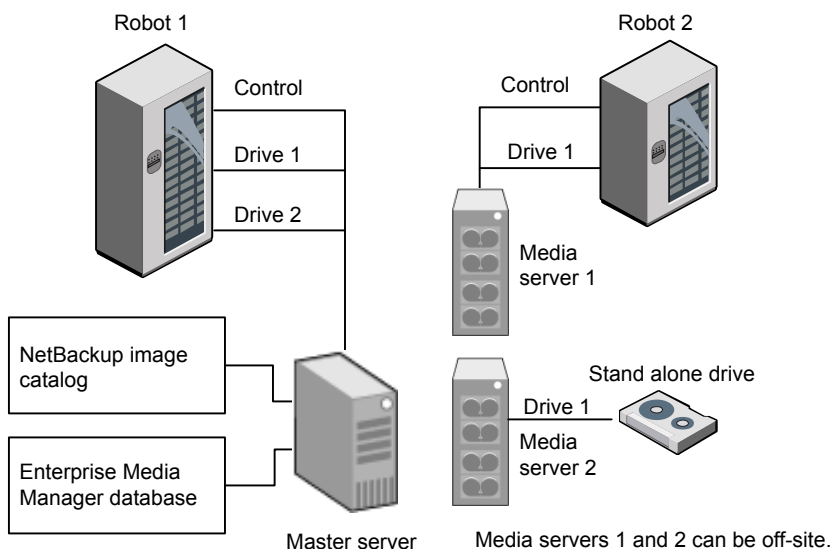 Robot 1
Robot 2
Control
Drive 1
Drive 2
Control
Drive 1
Media
server 1
NetBackup image
catalog
Enterprise Media
Manager database
Stand alone drive
Drive 1
Media
server 2
Master server
Media servers 1 and 2 can be off-site.